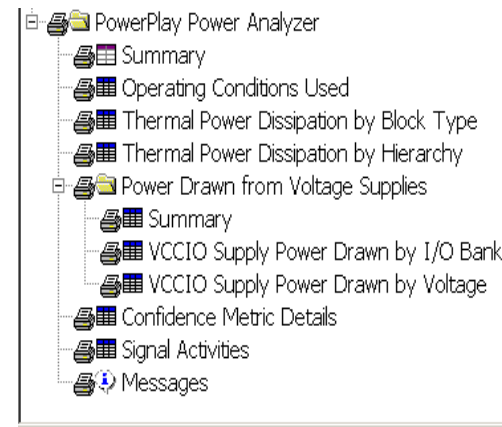 PowerPlay Power Analyzer
Summary
Operating Conditions Used
Thermal Power Dissipation by Block Type
Thermal Power Dissipation by Hierarchy
Power Drawn from Voltage Supplies
Summary
VCCIO Supply Power Drawn by I/O Bank
VCCIO Supply Power Drawn by Voltage
Confidence Metric Details
Signal Activities
Messages